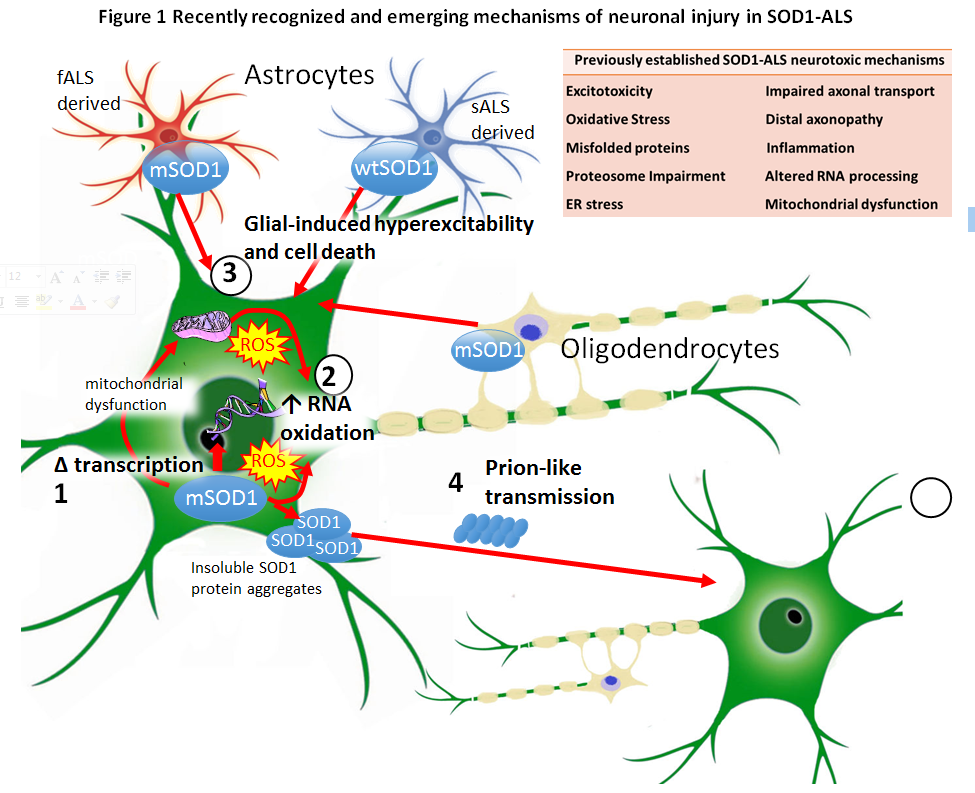 Figure 1 Recently recognized and emerging mechanisms of neuronal injury in SOD1-ALS
fALS
derived
Astrocytes
sALS
derived
mSOD1
wtSOD1
Previously established SOD1-ALS neurotoxic mechanisms
Excitotoxicity Impaired axonal transport
Oxidative Stress Distal axonopathy
Misfolded proteins Inflammation
Proteosome Impairment Altered RNA processing
ER stress Mitochondrial dysfunction
Glial-induced hyperexcitability
and cell death
3
12
ROS
mSOD1
Oligodendrocytes
2
mitochondrial
dysfunction
↑ RNA
oxidation
Δ transcription
1
ROS
mSOD1
SOD1
SOD1
SOD1
Insoluble SOD1
protein aggregates
4
Prion-like
transmission